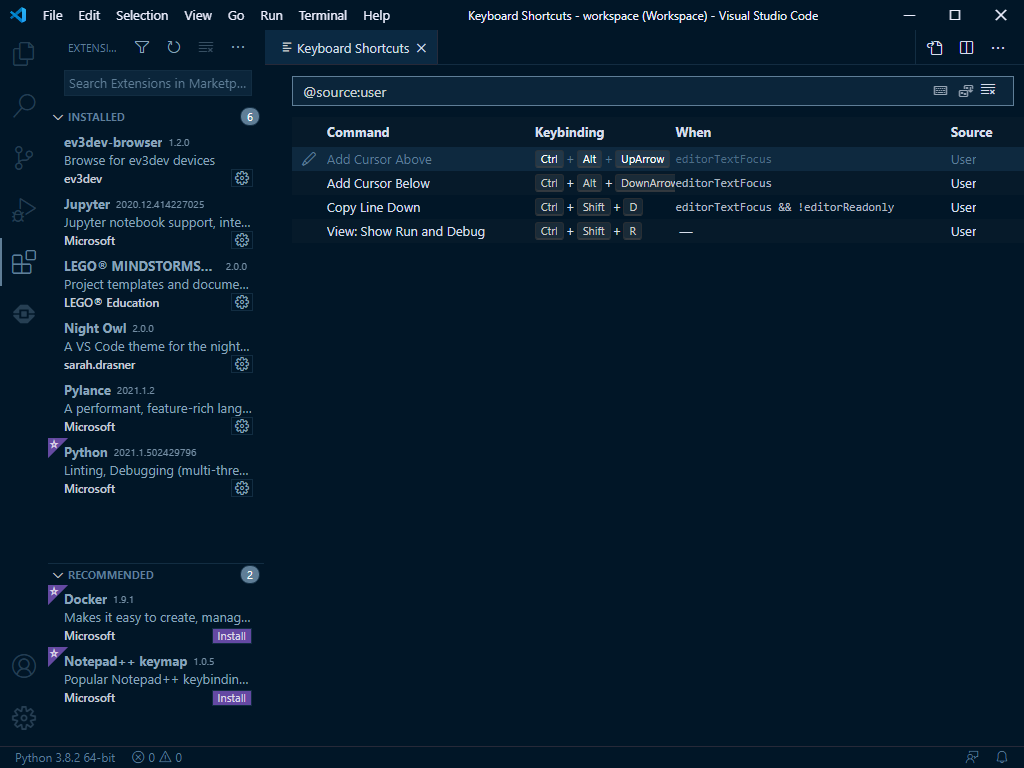 File Edit Selection View Go Run Terminal Help Keyboard Shortcuts - workspace (Workspace) - Visual Studio Code
EXTENSI...
Keyboard Shortcuts
Search Extensions in Marketp...
INSTALLED 6
ev3dev-browser 1.2.0
Browse for ev3dev devices
ev3dev
Jupyter 2020.12.414227025
Jupyter notebook support, inte...
Microsoft
LEGO® MINDSTORMS... 2.0.0
Project templates and docume...
LEGO® Education
Night Owl 2.0.0
A VS Code theme for the night...
sarah.drasner
Pylance 2021.1.2
A performant, feature-rich lang...
Microsoft
Python 2021.1.502429796
Linting, Debugging (multi-thre...
Microsoft
RECOMMENDED 2
Docker 1.9.1
Makes it easy to create, manag...
Microsoft Install
Notepad++ keymap 1.0.5
Popular Notepad++ keybindin...
Microsoft Install
@source:user
Command Keybinding When Source
Add Cursor Above Ctrl + Alt + UpArrow editorTextFocus User
Add Cursor Below Ctrl + Alt + DownArrow editorTextFocus User
Copy Line Down Ctrl + Shift + D editorTextFocus && !editorReadonly User
View: Show Run and Debug Ctrl + Shift + R — User
Python 3.8.2 64-bit 0 0